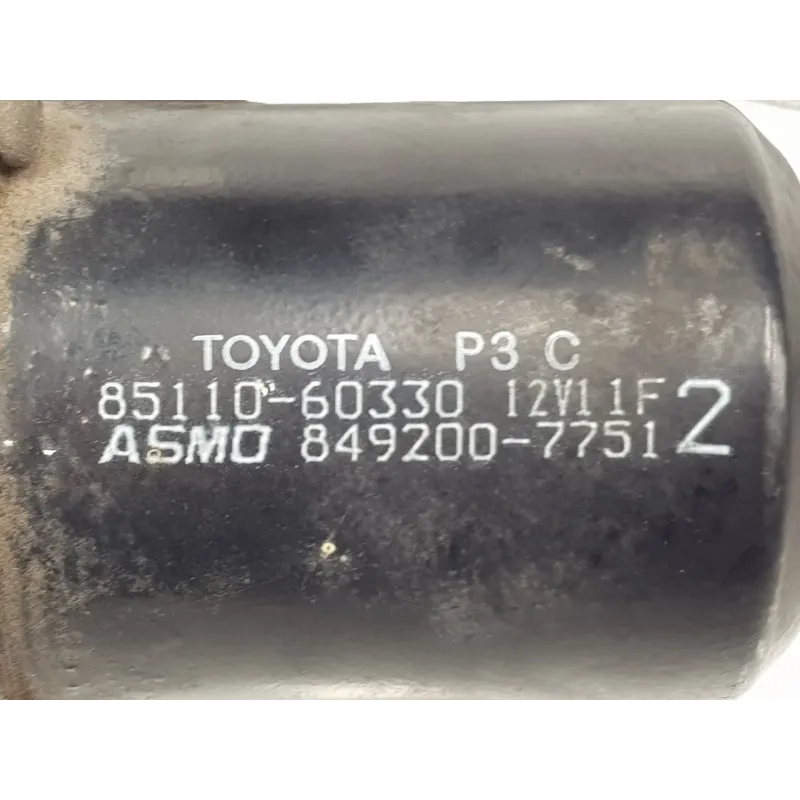 TOYOTA P3 C
85110-60330 12V11F
ASMO 849200-7751 2